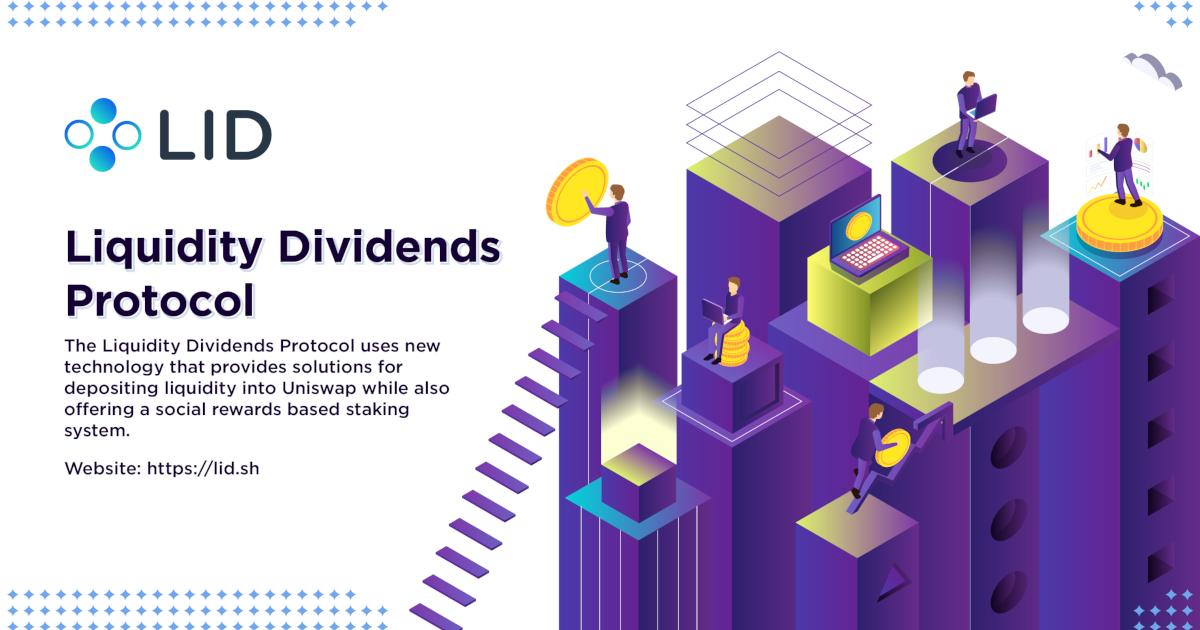 LID
Liquidity Dividends
Protocol
The Liquidity Dividends Protocol uses new
technology that provides solutions for
depositing liquidity into Uniswap while also
offering a social rewards based staking
system.
Website: https://lid.sh